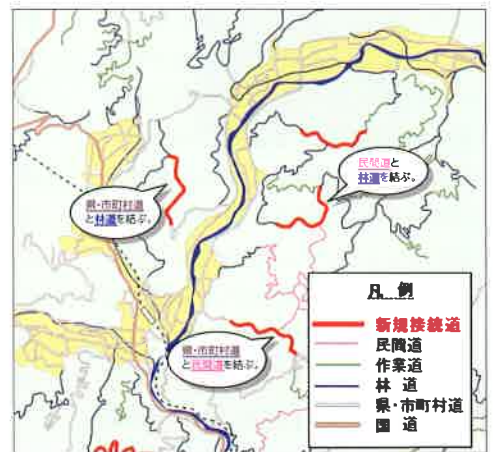 民間道と
林道を結ぶ。
県・市町村道
と林道を結ぶ。
県・市町村道
と民間道を結ぶ。
凡 例
新規接続道
民間道
作業道
林 道
県・市町村道
国 道